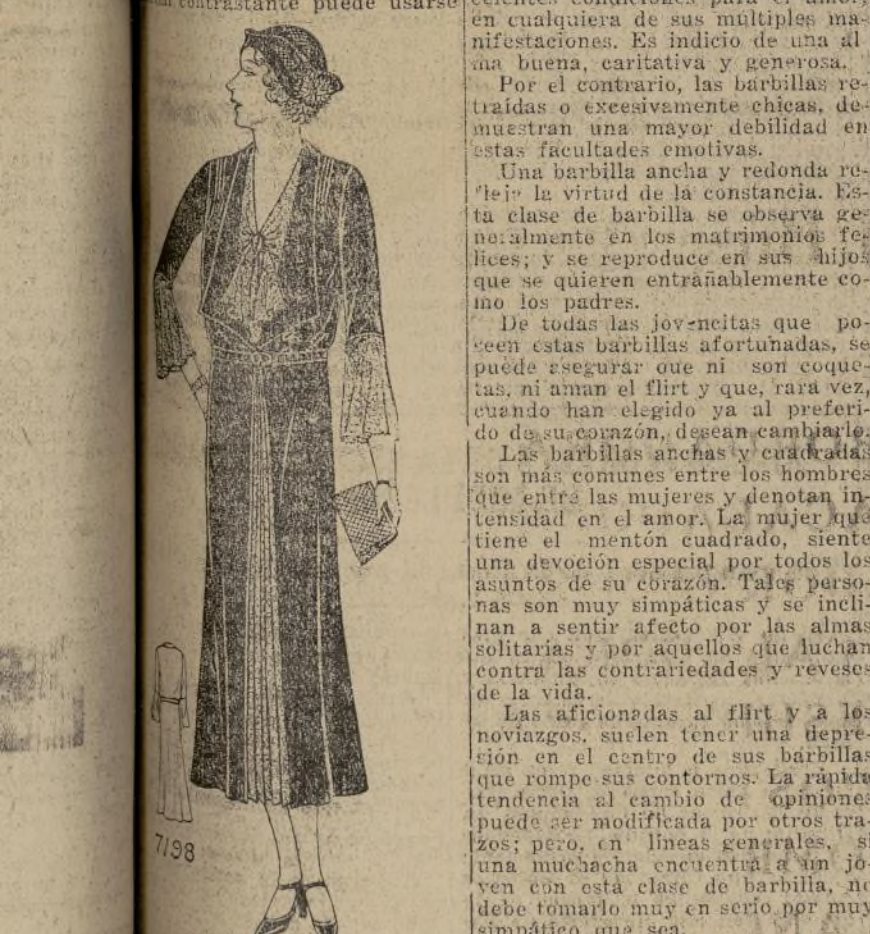 contrastante puede usarse
7198
en cualquiera de sus múltiples ma-
nifestaciones. Es indicio de una al
ma buena, caritativa y generosa.
Por el contrario, las barbillas re-
traídas o excesivamente chicas, de-
muestran una mayor debilidad en
estas facultades emotivas.
Una barbilla ancha y redonda re-
fleja la virtud de la constancia. Es-
ta clase de barbilla se observa ge-
neralmente en los matrimonios fe-
lices; y se reproduce en sus hijos
que se quieren entrañablemente co-
mo los padres.
De todas las jovencitas que po-
seen estas barbillas afortunadas, se
puede asegurar que ni son coque-
tas, ni aman el flirt y que, rara vez,
cuando han elegido ya al preferi-
do de su corazón, desean cambiarlo.
Las barbillas anchas y cuadradas
son más comunes entre los hombres
que entre las mujeres y denotan in-
tensidad en el amor. La mujer que
tiene el mentón cuadrado, siente
una devoción especial por todos los
asuntos de su corazón. Tales perso-
nas son muy simpáticas y se incli-
nan a sentir afecto por las almas
solitarias y por aquellos que luchan
contra las contrariedades y reveses
de la vida.
Las aficionadas al flirt y a los
noviazgos, suelen tener una depre-
sión en el centro de sus barbillas
que rompe sus contornos. La rápida
tendencia al cambio de opiniones
puede ser modificada por otros tra-
zos; pero, en líneas generales, si
una muchacha encuentra a un jo-
ven con esta clase de barbilla, no
debe tomarlo muy en serio por muy
simpático que sea.